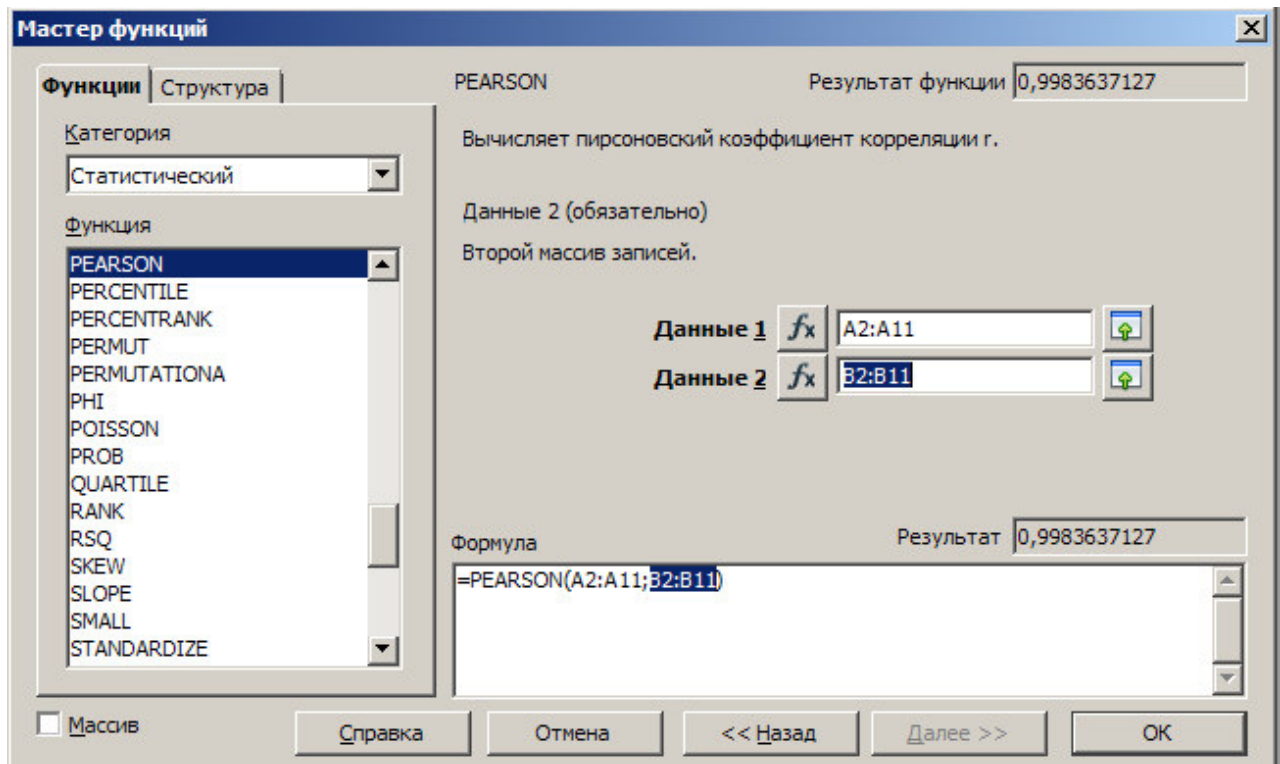 Мастер функций
Функции Структура
Категория
Статистический
Функция
PEARSON
PERCENTILE
PERCENTRANK
PERMUT
PERMUTATIONA
PHI
POISSON
PROB
QUARTILE
RANK
RSQ
SKEW
SLOPE
SMALL
STANDARDIZE
PEARSON Результат функции 0,9983637127
Вычисляет пирсоновский коэффициент корреляции r.
Данные 2 (обязательно)
Второй массив записей.
Данные 1 fx A2:A11
Данные 2 fx B2:B11
Формула Результат 0,9983637127
=PEARSON(A2:A11;B2:B11)
Массив Справка Отмена << Назад Далее >> OK